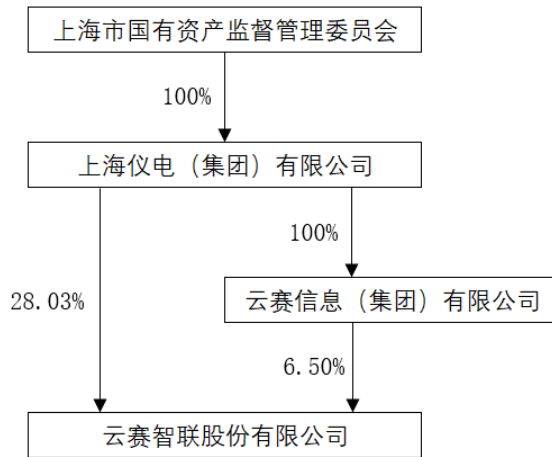 上海市国有资产监督管理委员会
100%
上海仪电（集团）有限公司
100%
28.03%
云赛信息（集团）有限公司
6.50%
云赛智联股份有限公司